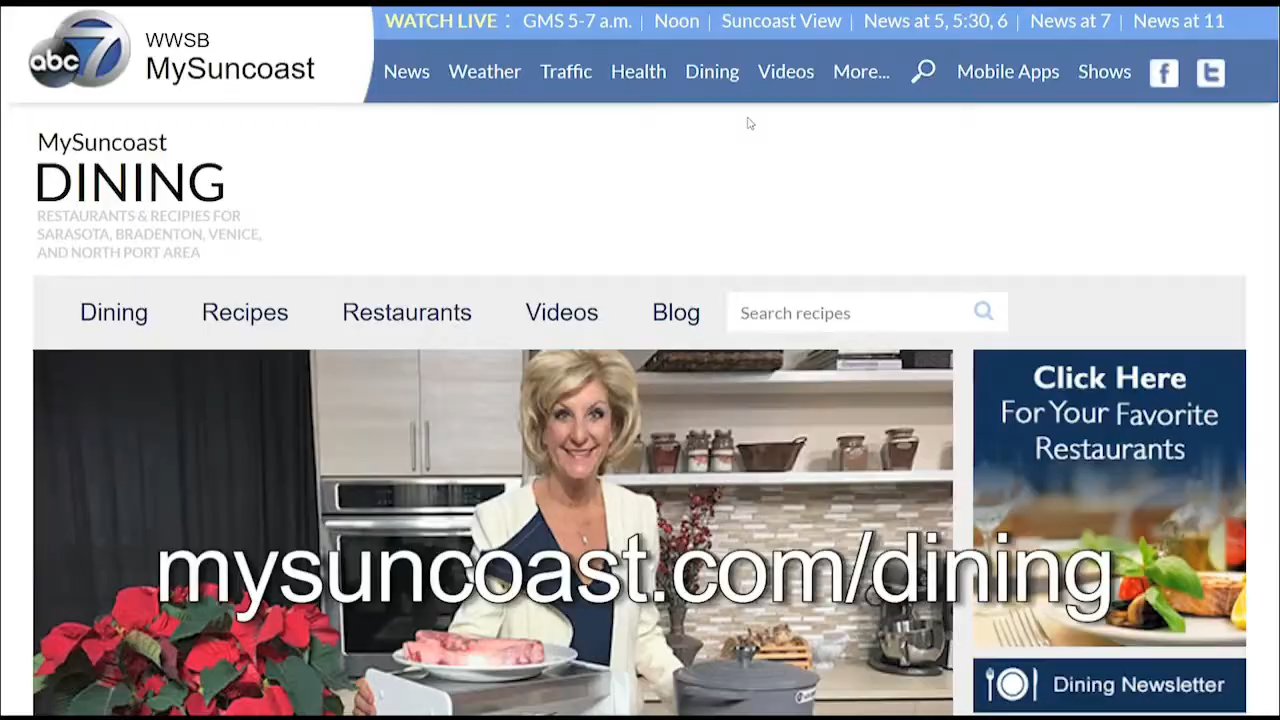 WATCH LIVE : GMS 5-7 a.m. | Noon | Suncoast View | News at 5, 5:30, 6 | News at 7 | News at 11
abc 7
WWSB
MySuncoast
News Weather Traffic Health Dining Videos More... Mobile Apps Shows f t
MySuncoast
DINING
RESTAURANTS & RECIPIES FOR
SARASOTA, BRADENTON, VENICE,
AND NORTH PORT AREA
Dining Recipes Restaurants Videos Blog Search recipes
Click Here
For Your Favorite
Restaurants
mysuncoast.com/dining
Dining Newsletter